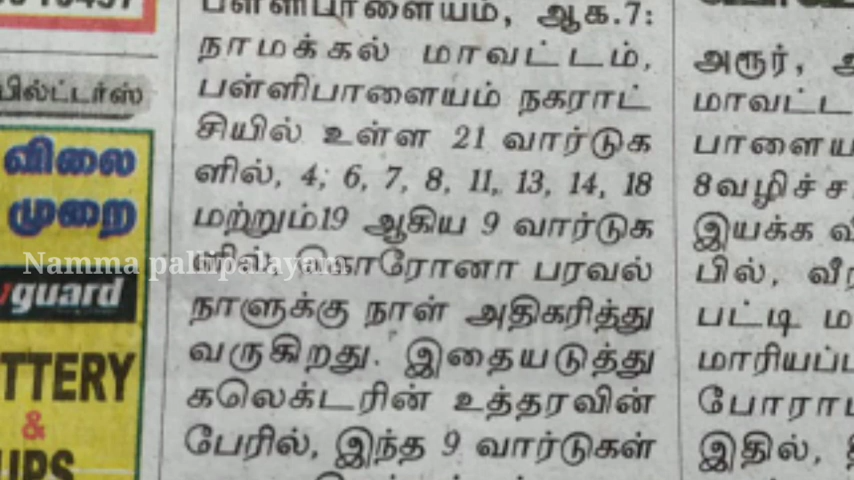 பில்ட்டர்ஸ்
விலை
முறை
guard
TTERY
&
UPS
பள்ளிபாளையம், ஆக.7:
நாமக்கல் மாவட்டம்,
பள்ளிபாளையம் நகராட்
சியில் உள்ள 21 வார்டுக
ளில், 4, 6, 7, 8, 11, 13, 14, 18
மற்றும்19 ஆகிய 9 வார்டுக
ளில் கொரோனா பரவல்
நாளுக்கு நாள் அதிகரித்து
வருகிறது. இதையடுத்து
கலெக்டரின் உத்தரவின்
பேரில், இந்த 9 வார்டுகள்
Namma pallipalayam
அரூர்,
மாவட்ட
பாளைய
8வழிச்ச
இயக்க
பில், வீர
பட்டி ம
மாரியப்ப
போராட
இதில்,